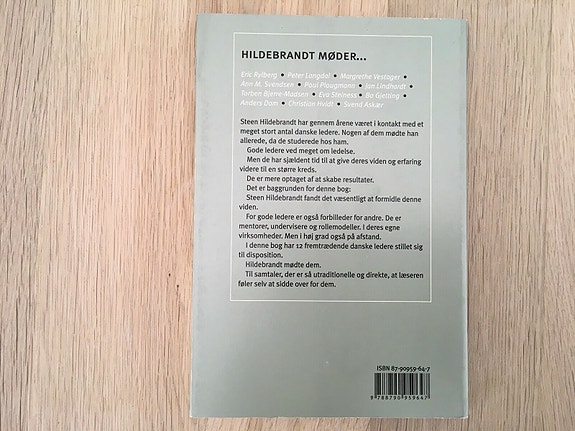 HILDEBRANDT MØDER...
Eric Rylberg • Peter Langdal • Margrethe Vestager •
Ann M. Svendsen • Poul Plougmann • Jan Lindhardt •
Torben Bjerre-Madsen • Eva Steiness • Bo Gjetting •
Anders Dam • Christian Hvidt • Svend Askær
Steen Hildebrandt har gennem årene været i kontakt med et
meget stort antal danske ledere. Nogen af dem mødte han
allerede, da de studerede hos ham.
Gode ledere ved meget om ledelse.
Men de har sjældent tid til at give deres viden og erfaring
videre til en større kreds.
De er mere optaget af at skabe resultater.
Det er baggrunden for denne bog:
Steen Hildebrandt fandt det væsentligt at formidle denne
viden.
For gode ledere er også forbilleder for andre. De er
mentorer, undervisere og rollemodeller. I deres egne
virksomheder. Men i høj grad også på afstand.
I denne bog har 12 fremtrædende danske ledere stillet sig
til disposition.
Hildebrandt mødte dem.
Til samtaler, der er så utraditionelle og direkte, at læseren
føler selv at sidde over for dem.
ISBN 87-90959-64-7
9 788790 959647